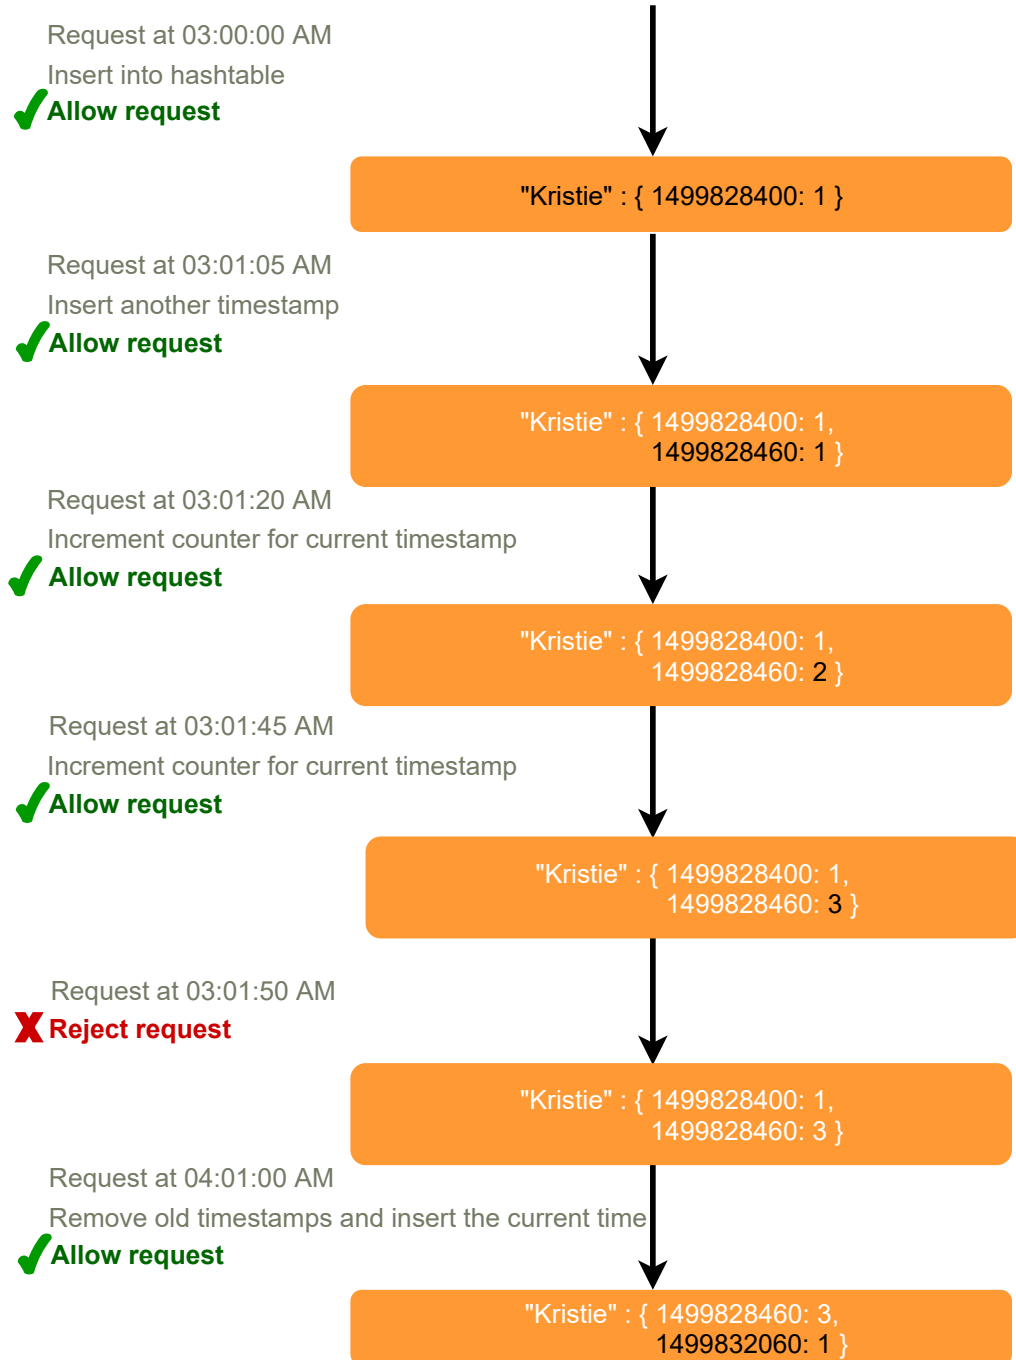 Request at 03:00:00 AM
Insert into hashtable
Allow request
"Kristie" : { 1499828400: 1 }
Request at 03:01:05 AM
Insert another timestamp
Allow request
"Kristie" : { 1499828400: 1,
1499828460: 1 }
Request at 03:01:20 AM
Increment counter for current timestamp
Allow request
"Kristie" : { 1499828400: 1,
1499828460: 2 }
Request at 03:01:45 AM
Increment counter for current timestamp
Allow request
"Kristie" : { 1499828400: 1,
1499828460: 3 }
Request at 03:01:50 AM
Reject request
"Kristie" : { 1499828400: 1,
1499828460: 3 }
Request at 04:01:00 AM
Remove old timestamps and insert the current time
Allow request
"Kristie" : { 1499828460: 3,
1499832060: 1 }